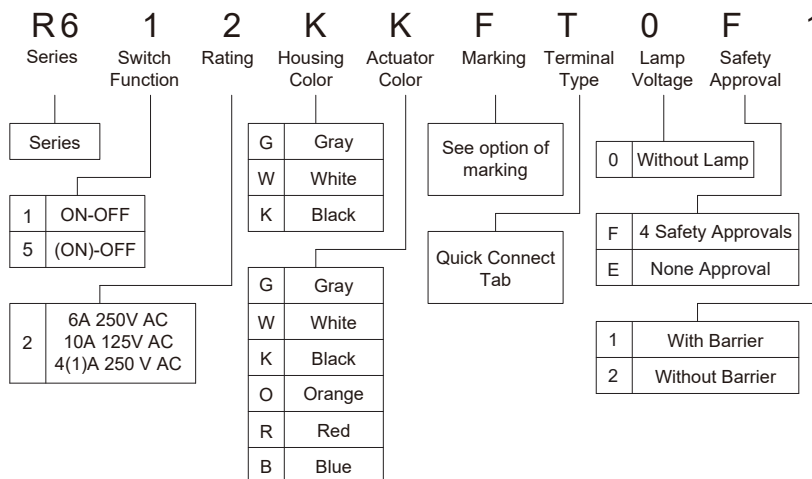 R6 1 2 K K F T 0 F 1
Series Switch Function Rating Housing Color Actuator Color Marking Terminal Type Lamp Voltage Safety Approval
Series
1 ON-OFF
5 (ON)-OFF
2 6A 250V AC
10A 125V AC
4(1)A 250 V AC
G Gray
W White
K Black
G Gray
W White
K Black
O Orange
R Red
B Blue
See option of
marking
Quick Connect
Tab
0 Without Lamp
F 4 Safety Approvals
E None Approval
1 With Barrier
2 Without Barrier